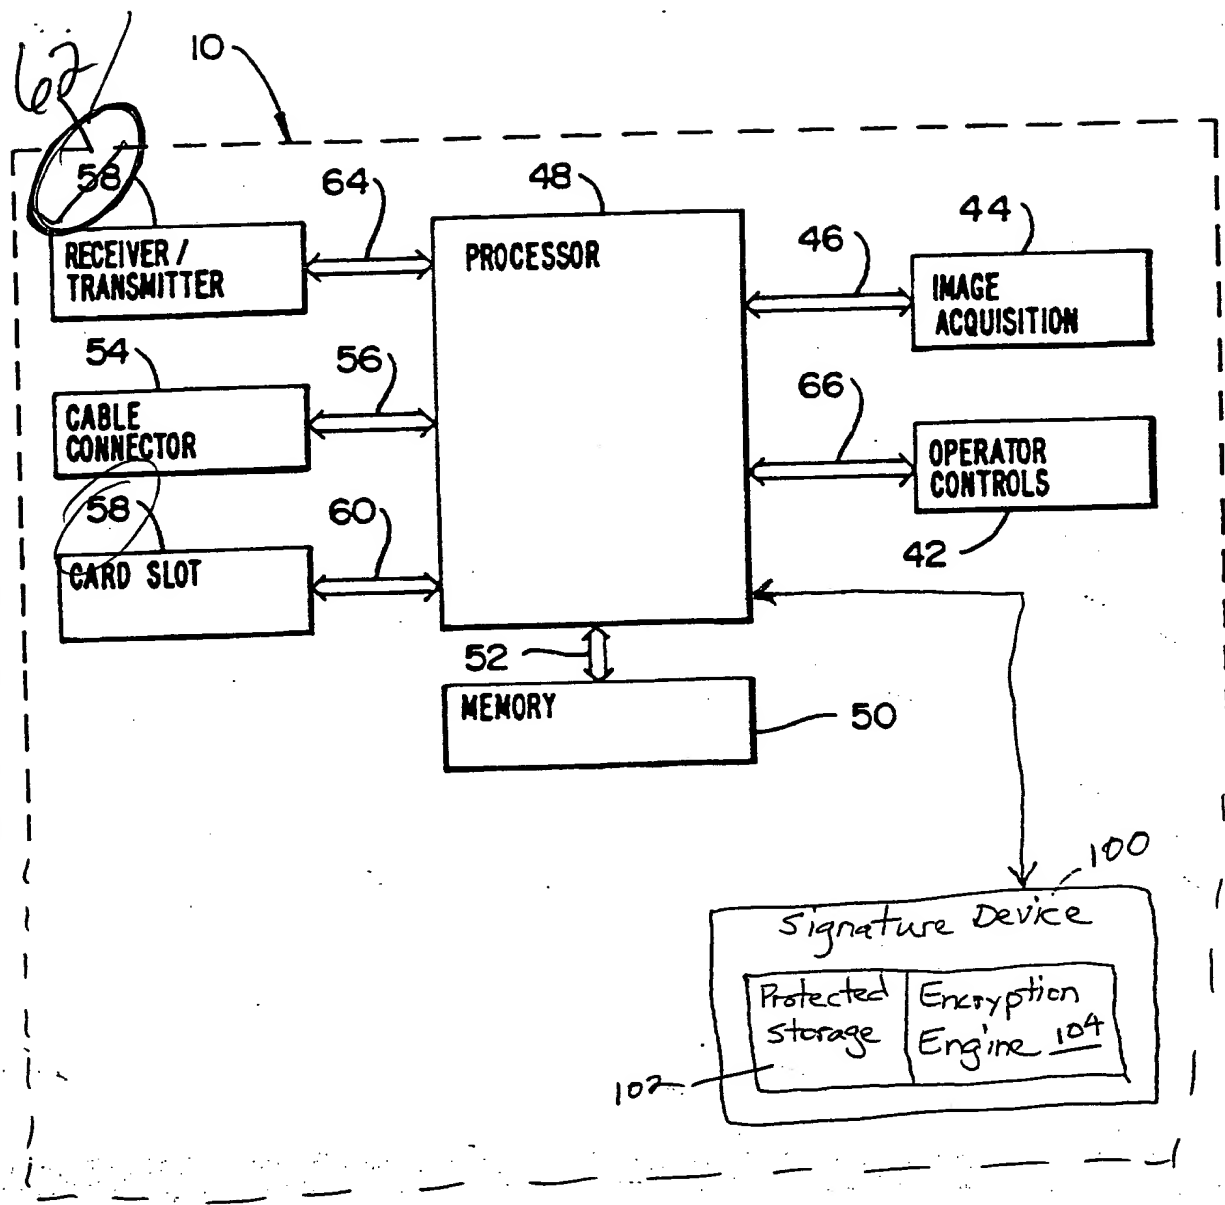 62
10
58
64
48
44
RECEIVER /
TRANSMITTER
PROCESSOR
46
IMAGE
ACQUISITION
54
56
66
CABLE
CONNECTOR
OPERATOR
CONTROLS
58
60
42
CARD SLOT
52
MEMORY
50
100
Signature Device
Protected
Storage
102
Encryption
Engine 104